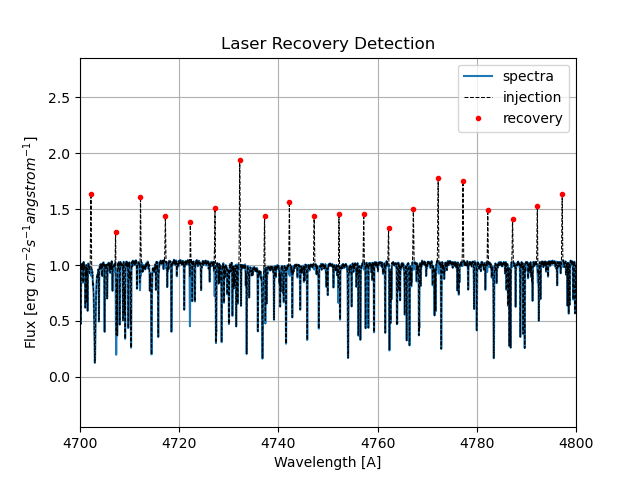 Laser Recovery Detection
spectra
injection
recovery
2.5
2.0
1.5
1.0
0.5
0.0
Flux [erg cm⁻²s⁻¹angstrom⁻¹]
4700 4720 4740 4760 4780 4800
Wavelength [A]